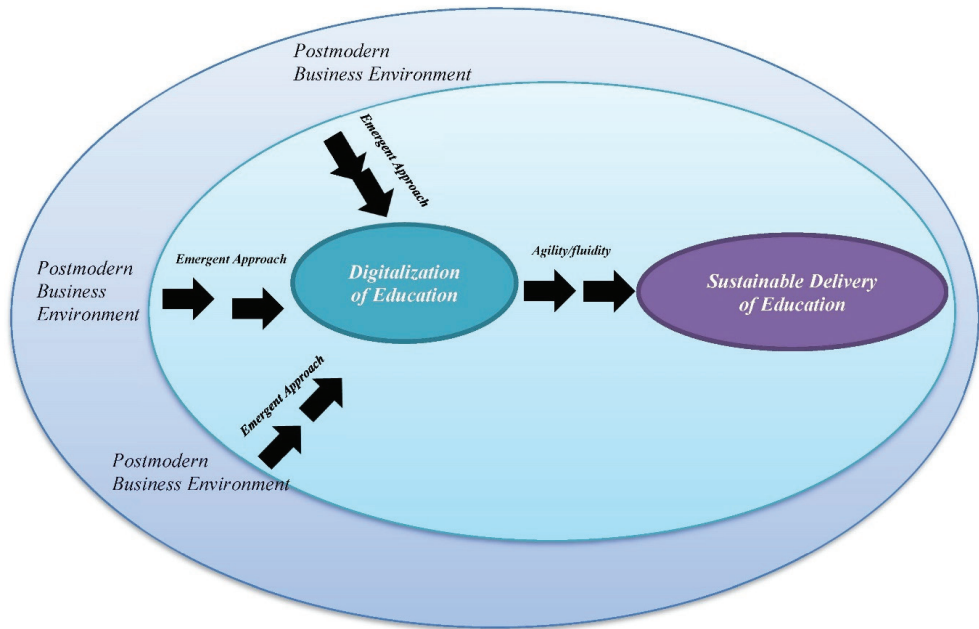 Postmodern
Business Environment
Emergent Approach
Postmodern
Business
Environment
Emergent Approach
Digitalization
of Education
Agility/fluidity
Sustainable Delivery
of Education
Emergent Approach
Postmodern
Business Environment